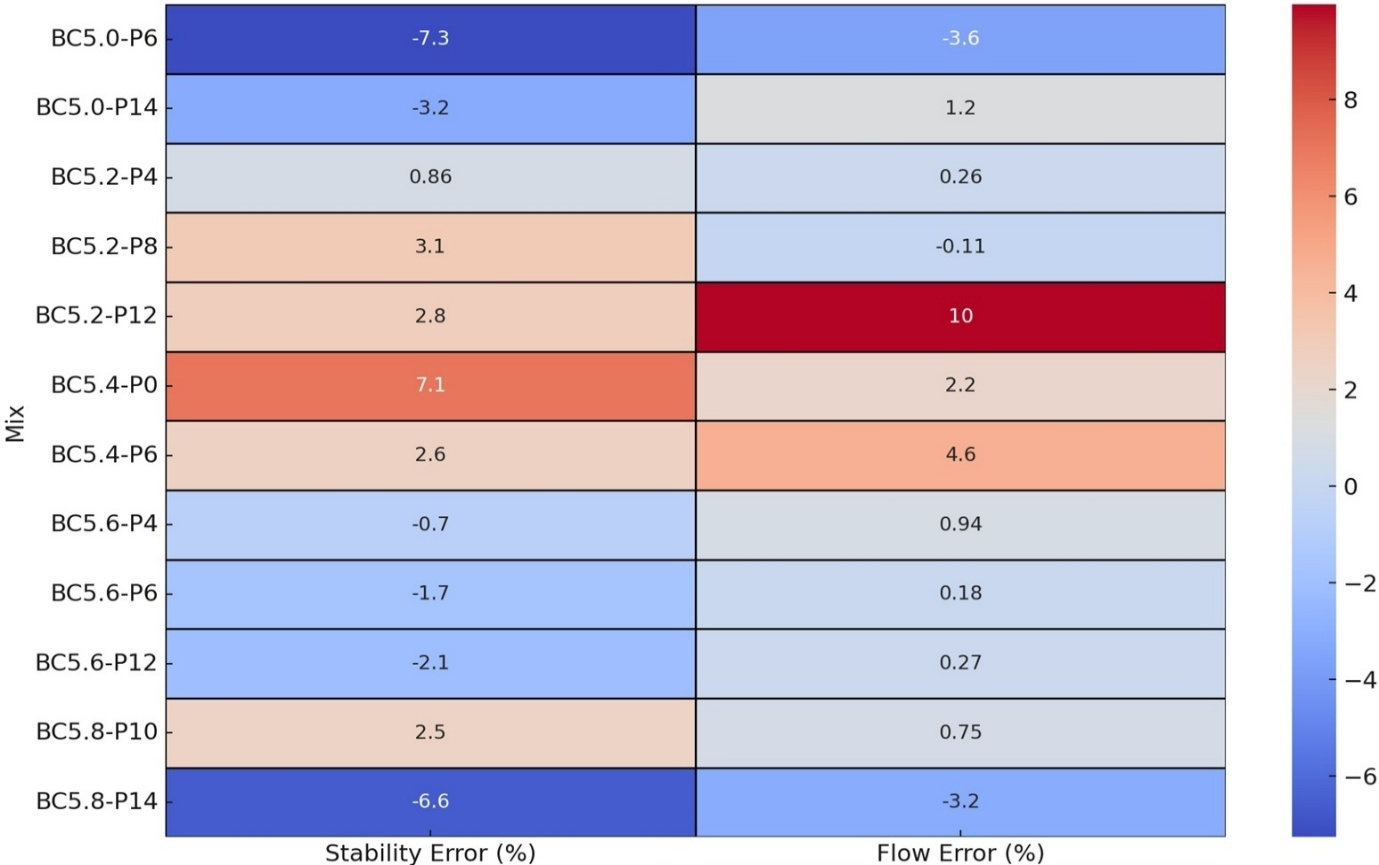 BC5.0-P6 -7.3 -3.6
BC5.0-P14 -3.2 1.2
BC5.2-P4 0.86 0.26
BC5.2-P8 3.1 -0.11
BC5.2-P12 2.8 10
BC5.4-P0 7.1 2.2
BC5.4-P6 2.6 4.6
BC5.6-P4 -0.7 0.94
BC5.6-P6 -1.7 0.18
BC5.6-P12 -2.1 0.27
BC5.8-P10 2.5 0.75
BC5.8-P14 -6.6 -3.2
Mix
Stability Error (%) Flow Error (%)
8
6
4
2
0
−2
−4
−6